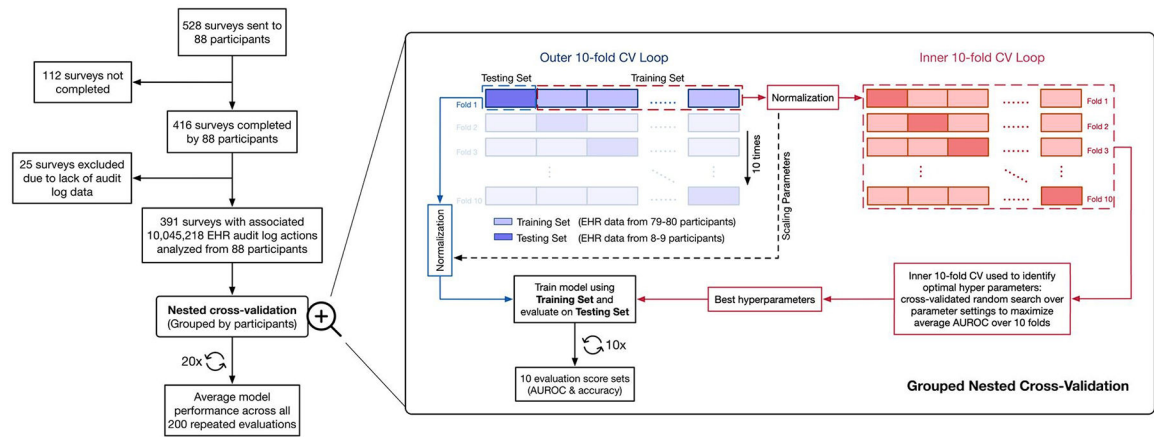 528 surveys sent to
88 participants
112 surveys not
completed
416 surveys completed
by 88 participants
25 surveys excluded
due to lack of audit
log data
391 surveys with associated
10,045,218 EHR audit log actions
analyzed from 88 participants
Nested cross-validation
(Grouped by participants)
20x
Average model
performance across all
200 repeated evaluations
Outer 10-fold CV Loop
Testing Set
Training Set
Fold 1
Fold 2
Fold 3
Fold 10
......
......
......
......
10 times
Training Set (EHR data from 79-80 participants)
Testing Set (EHR data from 8-9 participants)
Normalization
Normalization
Scaling Parameters
Inner 10-fold CV Loop
......
Fold 1
......
Fold 2
......
Fold 3
......
Fold 10
Inner 10-fold CV used to identify
optimal hyper parameters:
cross-validated random search over
parameter settings to maximize
average AUROC over 10 folds
Best hyperparameters
Train model using
Training Set and
evaluate on Testing Set
10x
10 evaluation score sets
(AUROC & accuracy)
Grouped Nested Cross-Validation